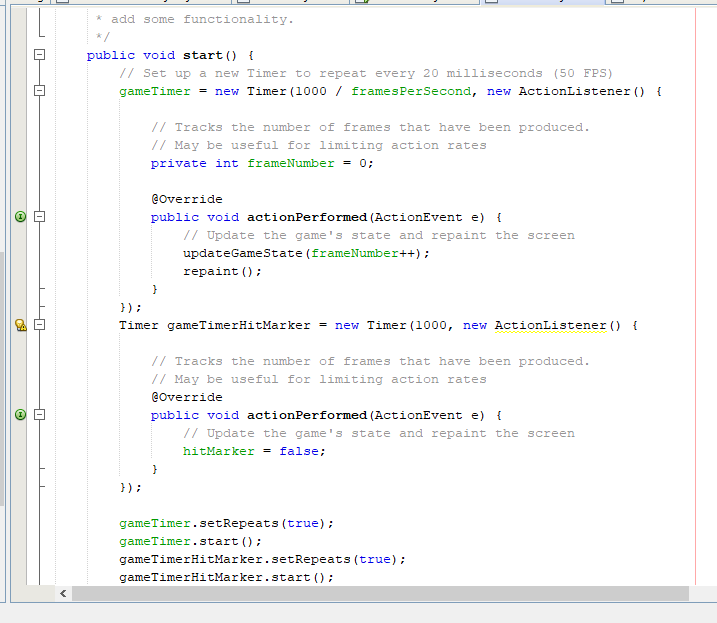 * add some functionality.
*/
public void start() {
// Set up a new Timer to repeat every 20 milliseconds (50 FPS)
gameTimer = new Timer(1000 / framesPerSecond, new ActionListener() {
// Tracks the number of frames that have been produced.
// May be useful for limiting action rates
private int frameNumber = 0;
@Override
public void actionPerformed(ActionEvent e) {
// Update the game's state and repaint the screen
updateGameState(frameNumber++);
repaint();
}
});
Timer gameTimerHitMarker = new Timer(1000, new ActionListener() {
// Tracks the number of frames that have been produced.
// May be useful for limiting action rates
@Override
public void actionPerformed(ActionEvent e) {
// Update the game's state and repaint the screen
hitMarker = false;
}
});
gameTimer.setRepeats(true);
gameTimer.start();
gameTimerHitMarker.setRepeats(true);
gameTimerHitMarker.start();